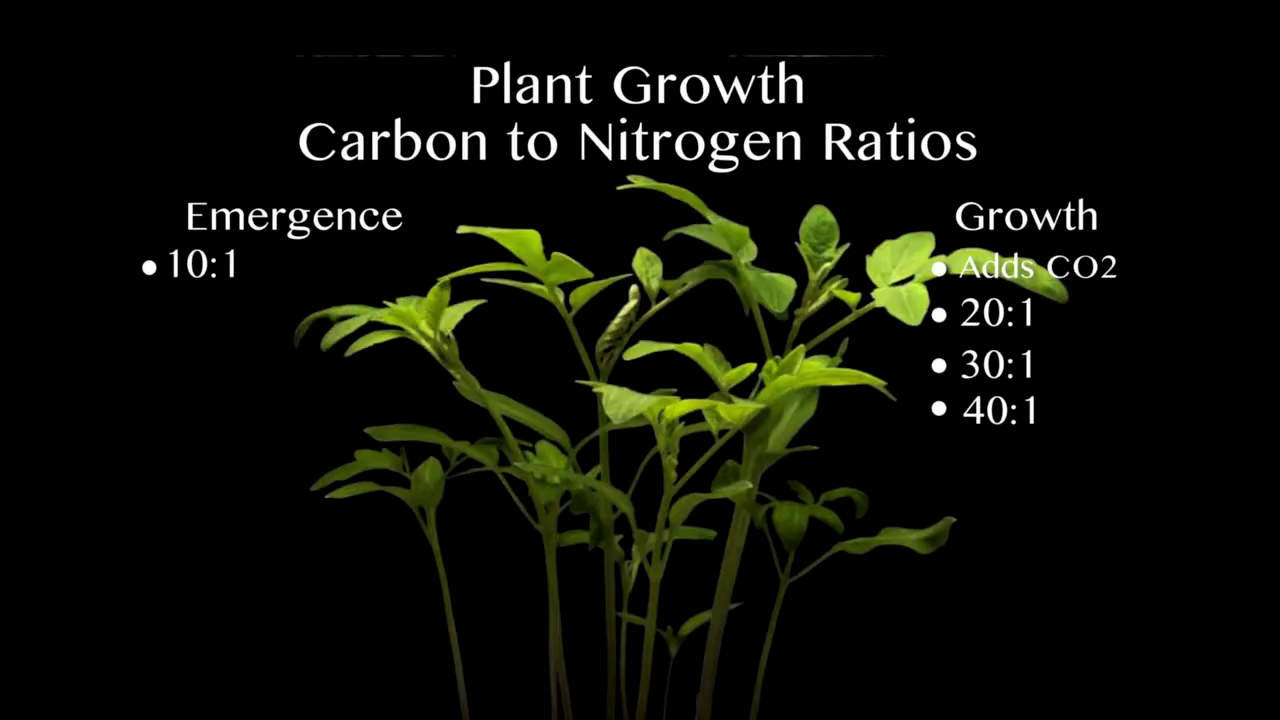 Plant Growth
Carbon to Nitrogen Ratios
Emergence
• 10:1
Growth
• Adds CO2
• 20:1
• 30:1
• 40:1